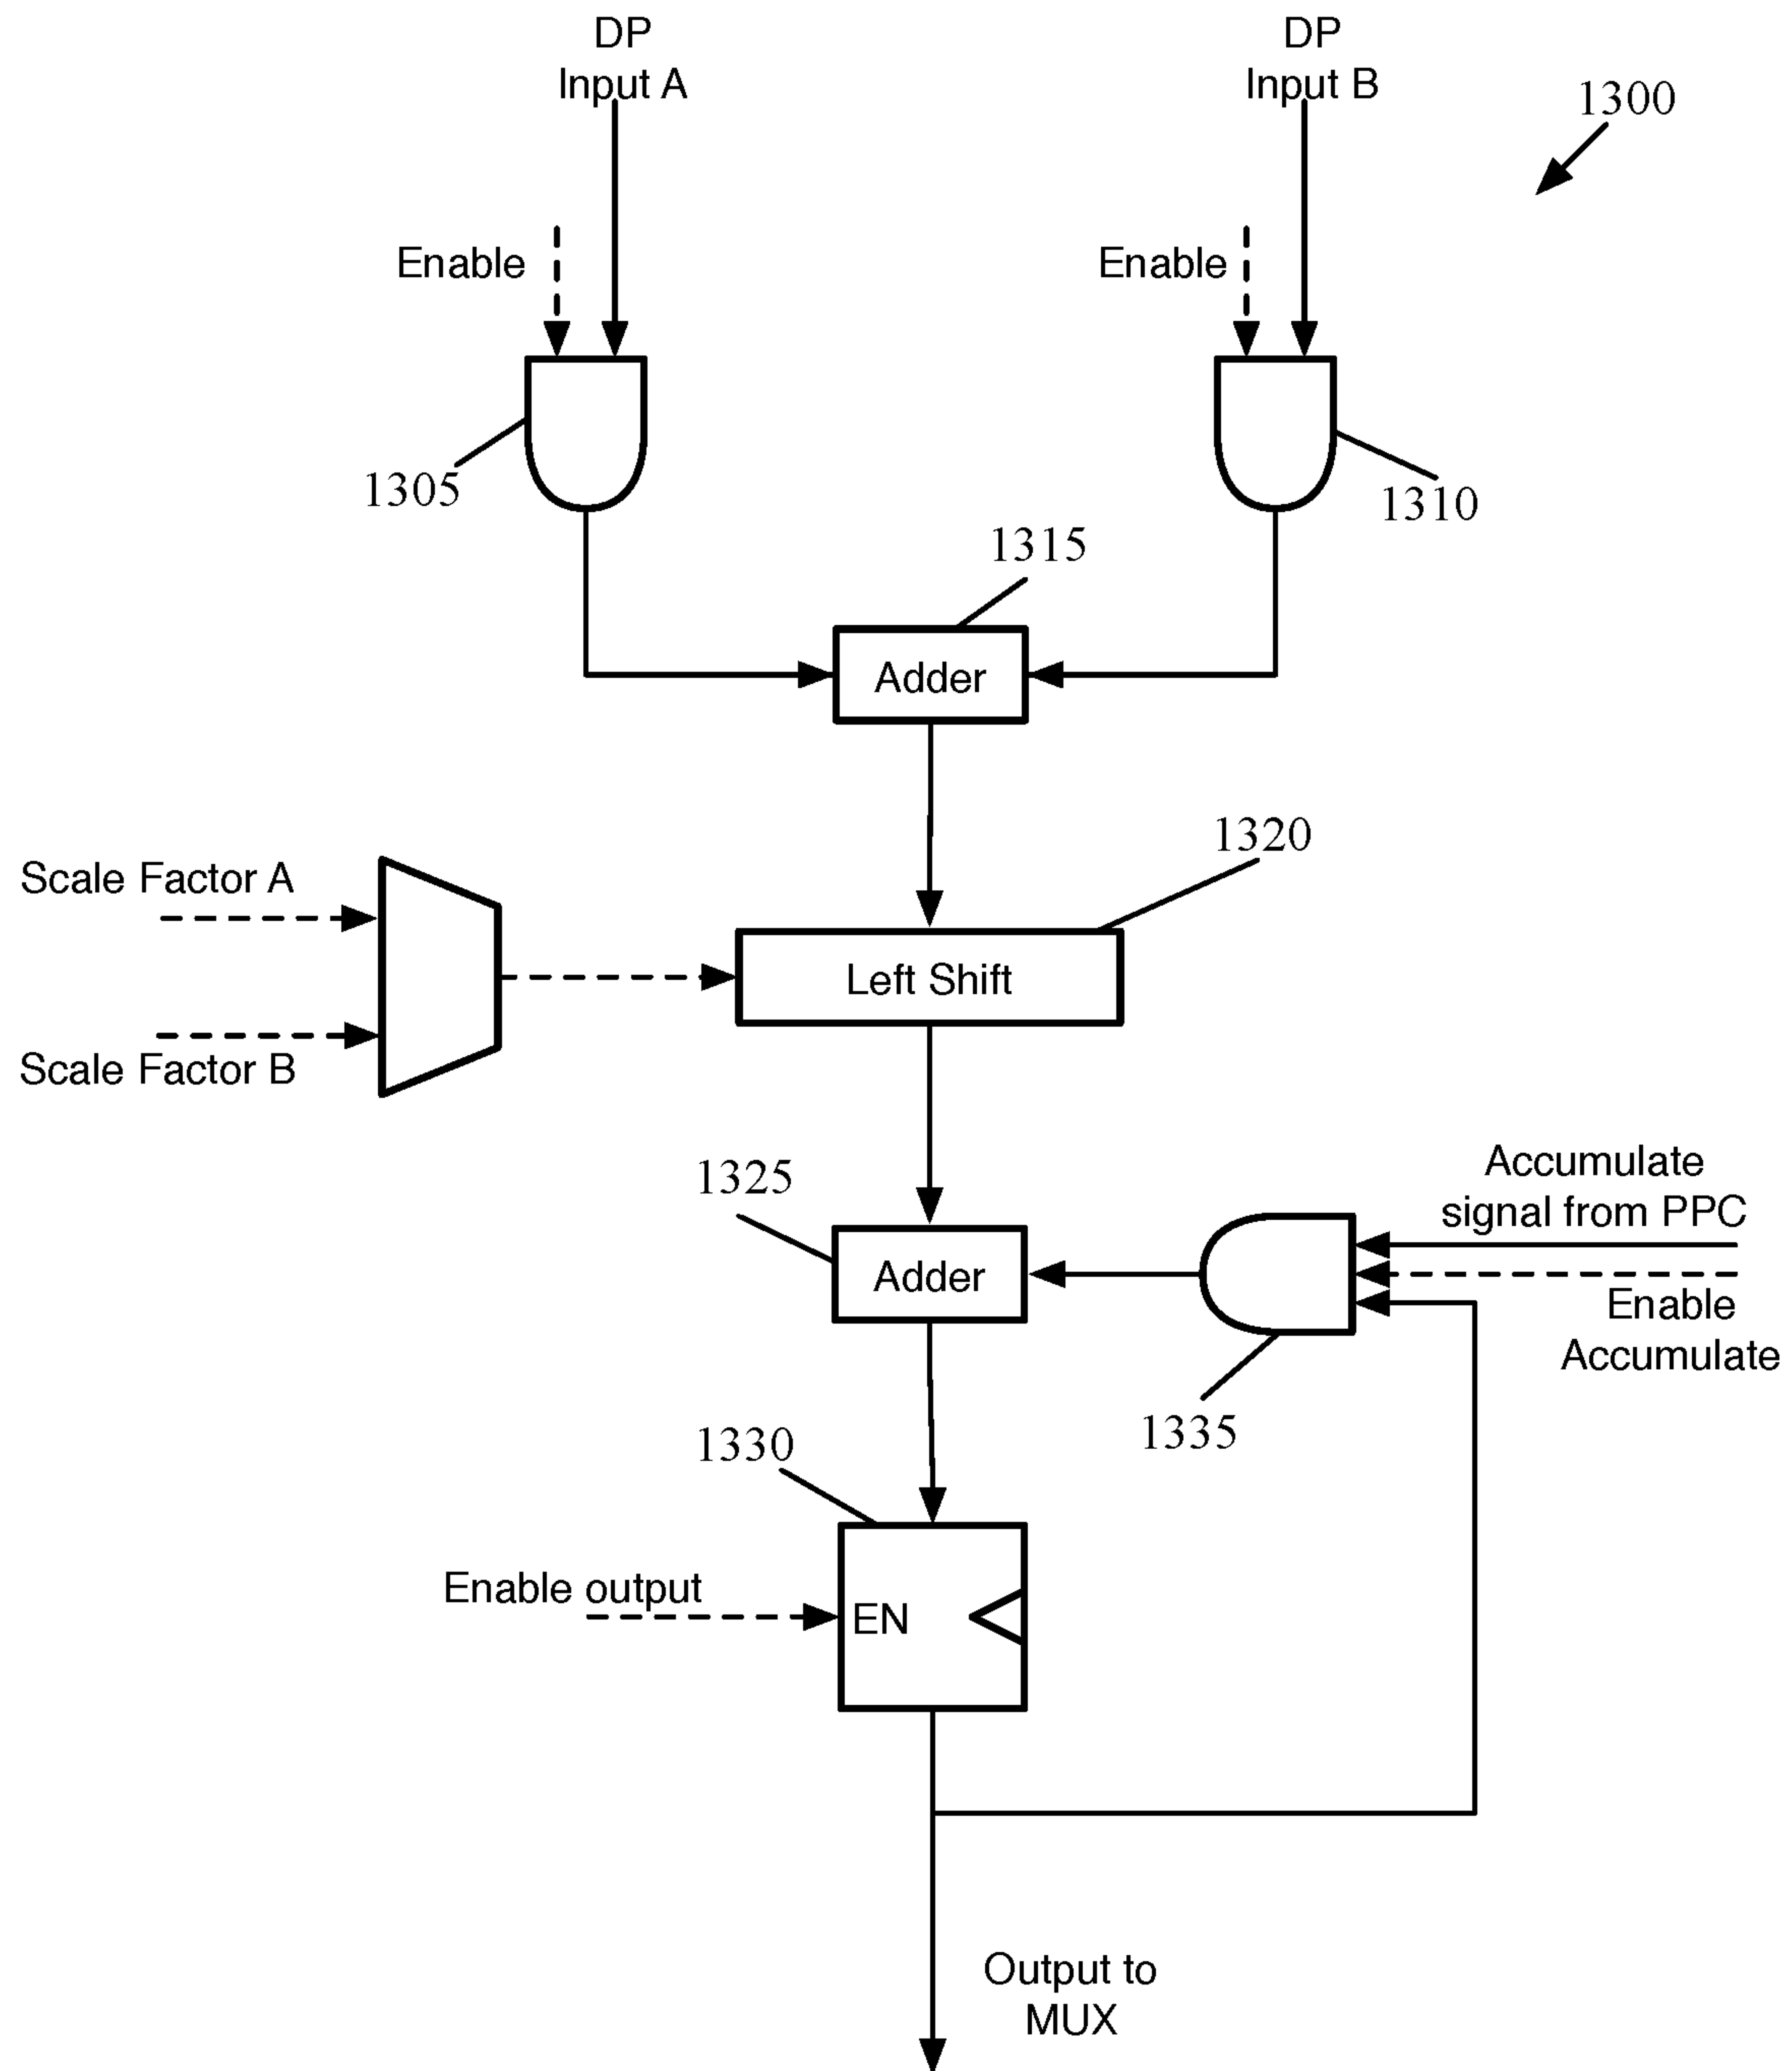 DP
Input A
DP
Input B
1300
Enable
Enable
1305
1310
1315
Adder
1320
Scale Factor A
Left Shift
Scale Factor B
Accumulate
signal from PPC
1325
Adder
Enable
Accumulate
1335
1330
Enable output
EN
Output to
MUX